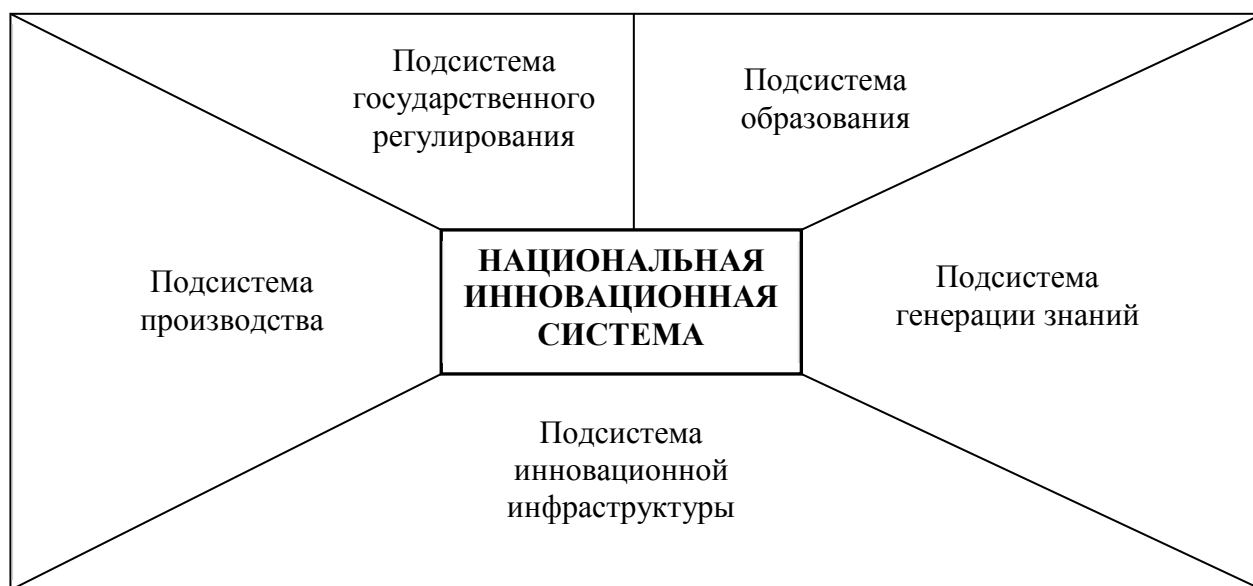 Подсистема
государственного
регулирования
Подсистема
образования
Подсистема
производства
НАЦИОНАЛЬНАЯ
ИННОВАЦИОННАЯ
СИСТЕМА
Подсистема
генерации знаний
Подсистема
инновационной
инфраструктуры